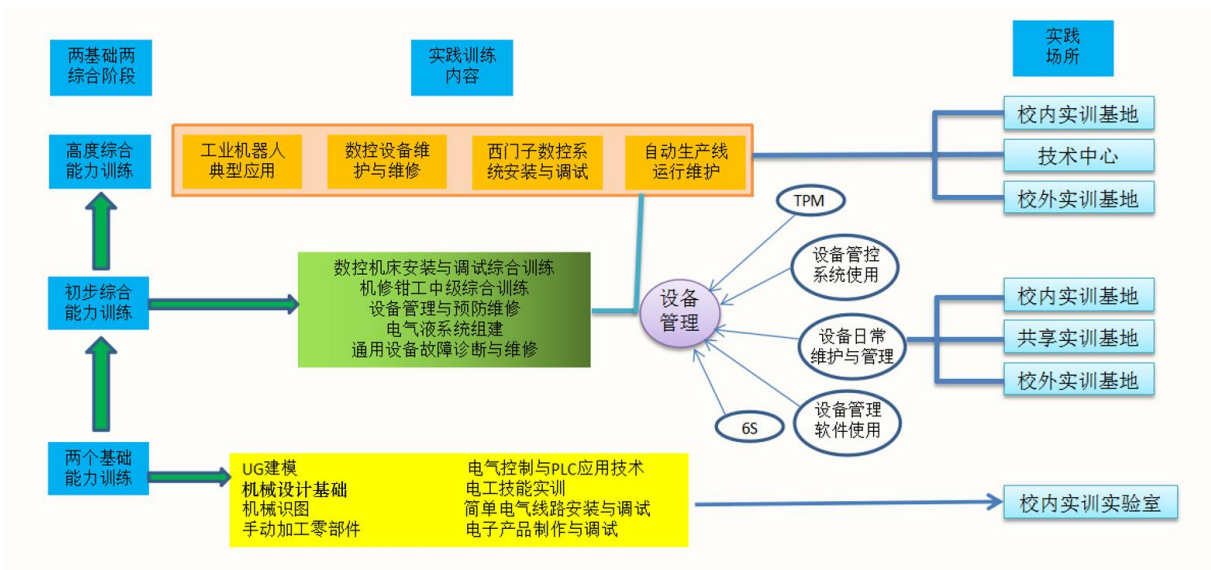 两基础两
综合阶段
实践训练
内容
实践
场所
高度综合
能力训练
工业机器人
典型应用
数控设备维
护与维修
西门子数控系
统安装与调试
自动生产线
运行维护
校内实训基地
技术中心
校外实训基地
初步综合
能力训练
数控机床安装与调试综合训练
机修钳工中级综合训练
设备管理与预防维修
电气液系统组建
通用设备故障诊断与维修
设备
管理
TPM
设备管控
系统使用
设备日常
维护与管理
设备管理
软件使用
6S
校内实训基地
共享实训基地
校外实训基地
两个基础
能力训练
UG建模
机械设计基础
机械识图
手动加工零部件
电气控制与PLC应用技术
电工技能实训
简单电气线路安装与调试
电子产品制作与调试
校内实训实验室